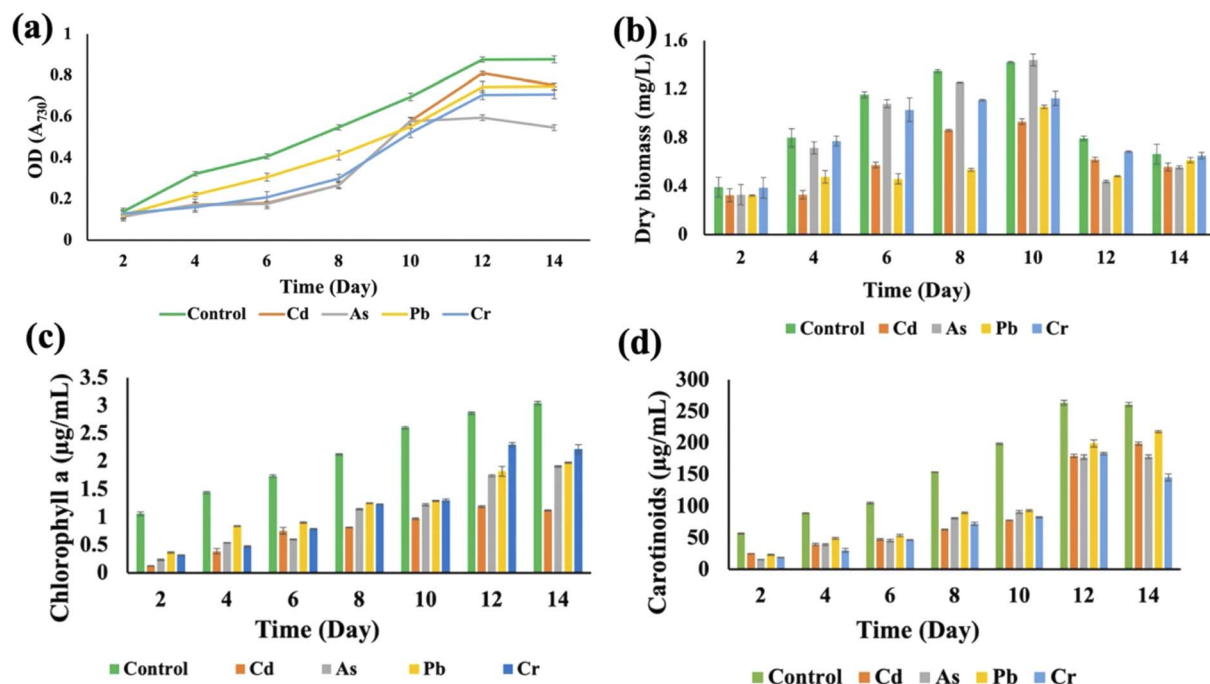 (a)
OD (A730)
1
0.8
0.6
0.4
0.2
0
2 4 6 8 10 12 14
Time (Day)
Control Cd As Pb Cr
(b)
Dry biomass (mg/L)
1.6
1.2
0.8
0.4
0
2 4 6 8 10 12 14
Time (Day)
Control Cd As Pb Cr
(c)
Chlorophyll a (µg/mL)
3.5
3
2.5
2
1.5
1
0.5
0
2 4 6 8 10 12 14
Time (Day)
Control Cd As Pb Cr
(d)
Carotinoids (µg/mL)
300
250
200
150
100
50
0
2 4 6 8 10 12 14
Time (Day)
Control Cd As Pb Cr